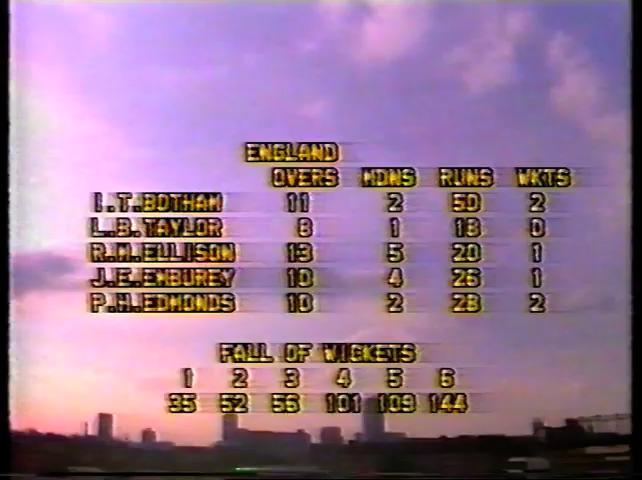 ENGLAND
OVERS MDNS RUNS WKTS
I.T.BOTHAM 11 2 50 2
L.B.TAYLOR 8 1 13 0
R.M.ELLISON 13 5 20 1
J.E.EMBUREY 10 4 26 1
P.H.EDMONDS 10 2 28 2
FALL OF WICKETS
1 2 3 4 5 6
35 52 56 101 109 144